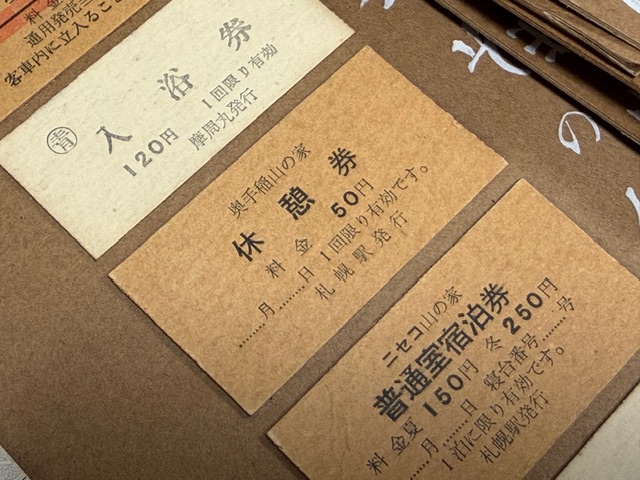 料金
通用発売
客車内に立入るこ
入浴券
㊥ 120円 1回限り有効
摩周丸発行
奥手稲山の家
休憩券
料金 50円
月 日 1回限り有効です。
札幌駅発行
ニセコ山の家
普通室宿泊券
料金夏150円 冬250円
月 日 寝台番号 号
1泊に限り有効です。
札幌駅発行
の